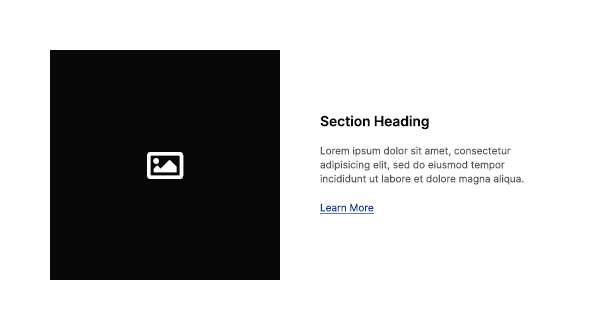 Section Heading
Lorem ipsum dolor sit amet, consectetur
adipisicing elit, sed do eiusmod tempor
incididunt ut labore et dolore magna aliqua.
Learn More